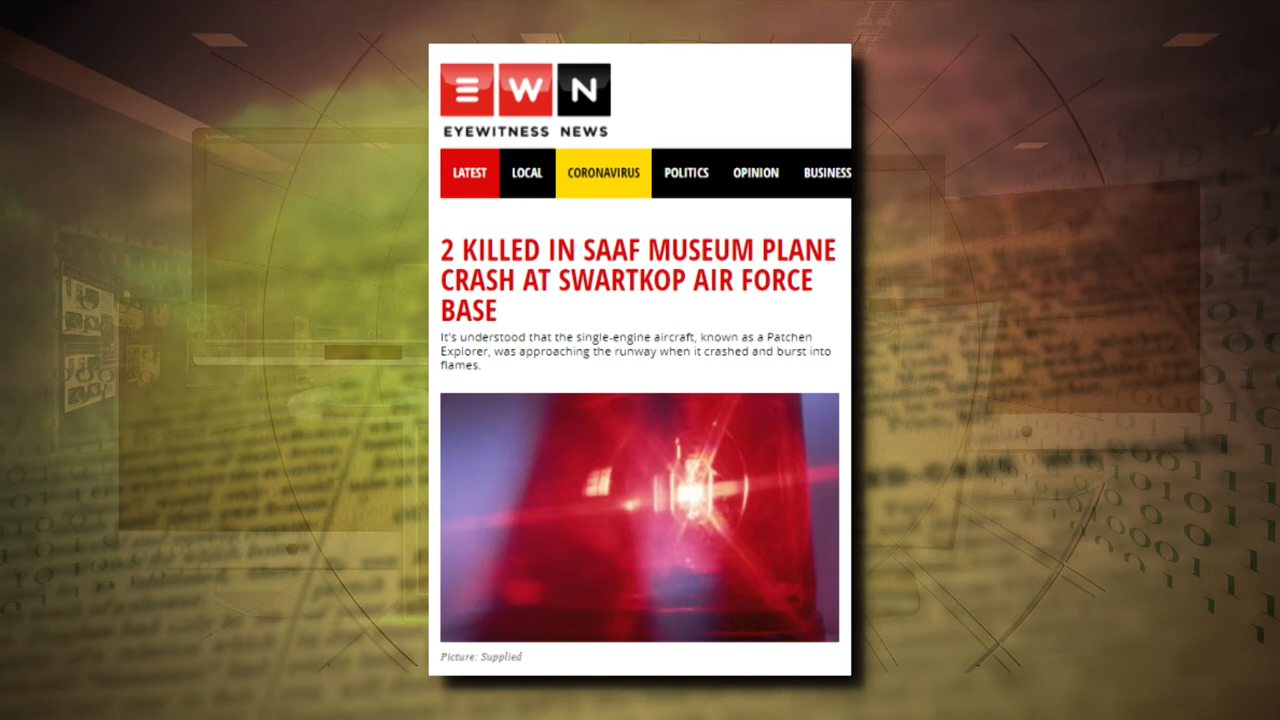 E W N
EYEWITNESS NEWS
LATEST LOCAL CORONAVIRUS POLITICS OPINION BUSINESS
2 KILLED IN SAAF MUSEUM PLANE
CRASH AT SWARTKOP AIR FORCE
BASE
It's understood that the single-engine aircraft, known as a Patchen
Explorer, was approaching the runway when it crashed and burst into
flames.
Picture: Supplied